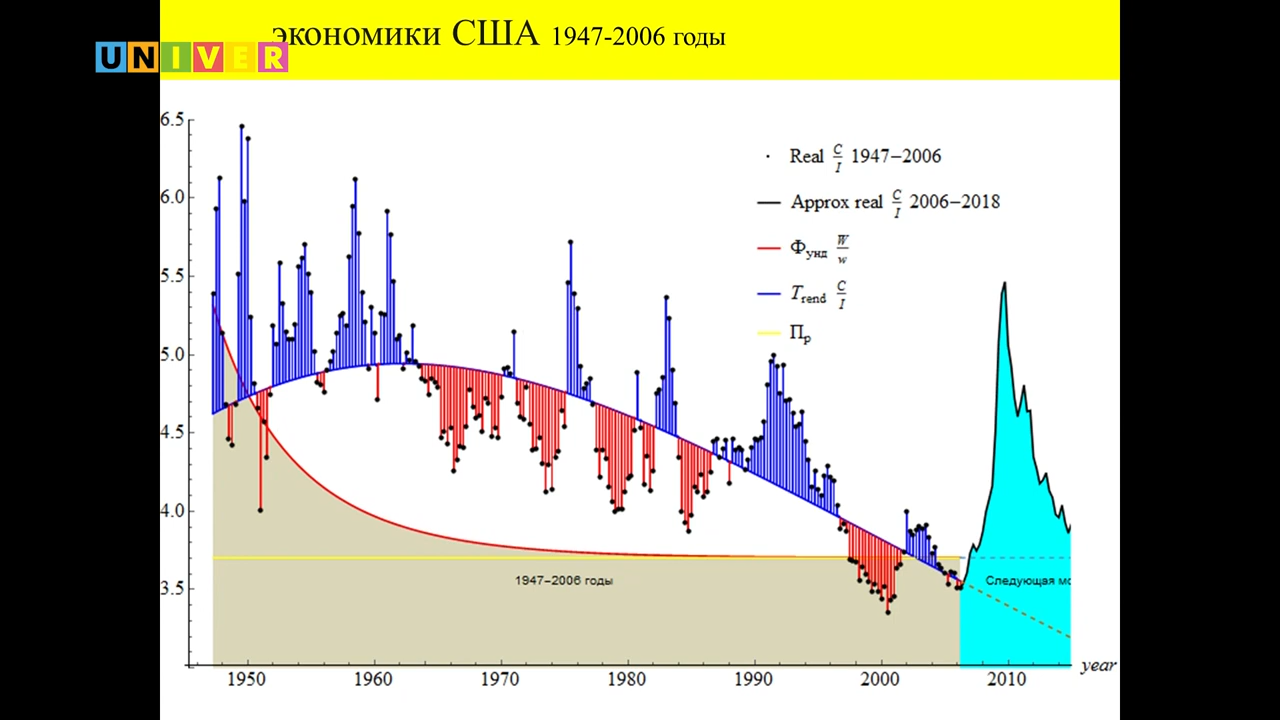 экономики США 1947-2006 годы
UNIVER
6.5
6.0
5.5
5.0
4.5
4.0
3.5
Real C/I 1947–2006
Approx real C/I 2006–2018
Фунд W/w
Trend C/I
Пр
1947–2006 годы
Следующая мо
1950 1960 1970 1980 1990 2000 2010
year